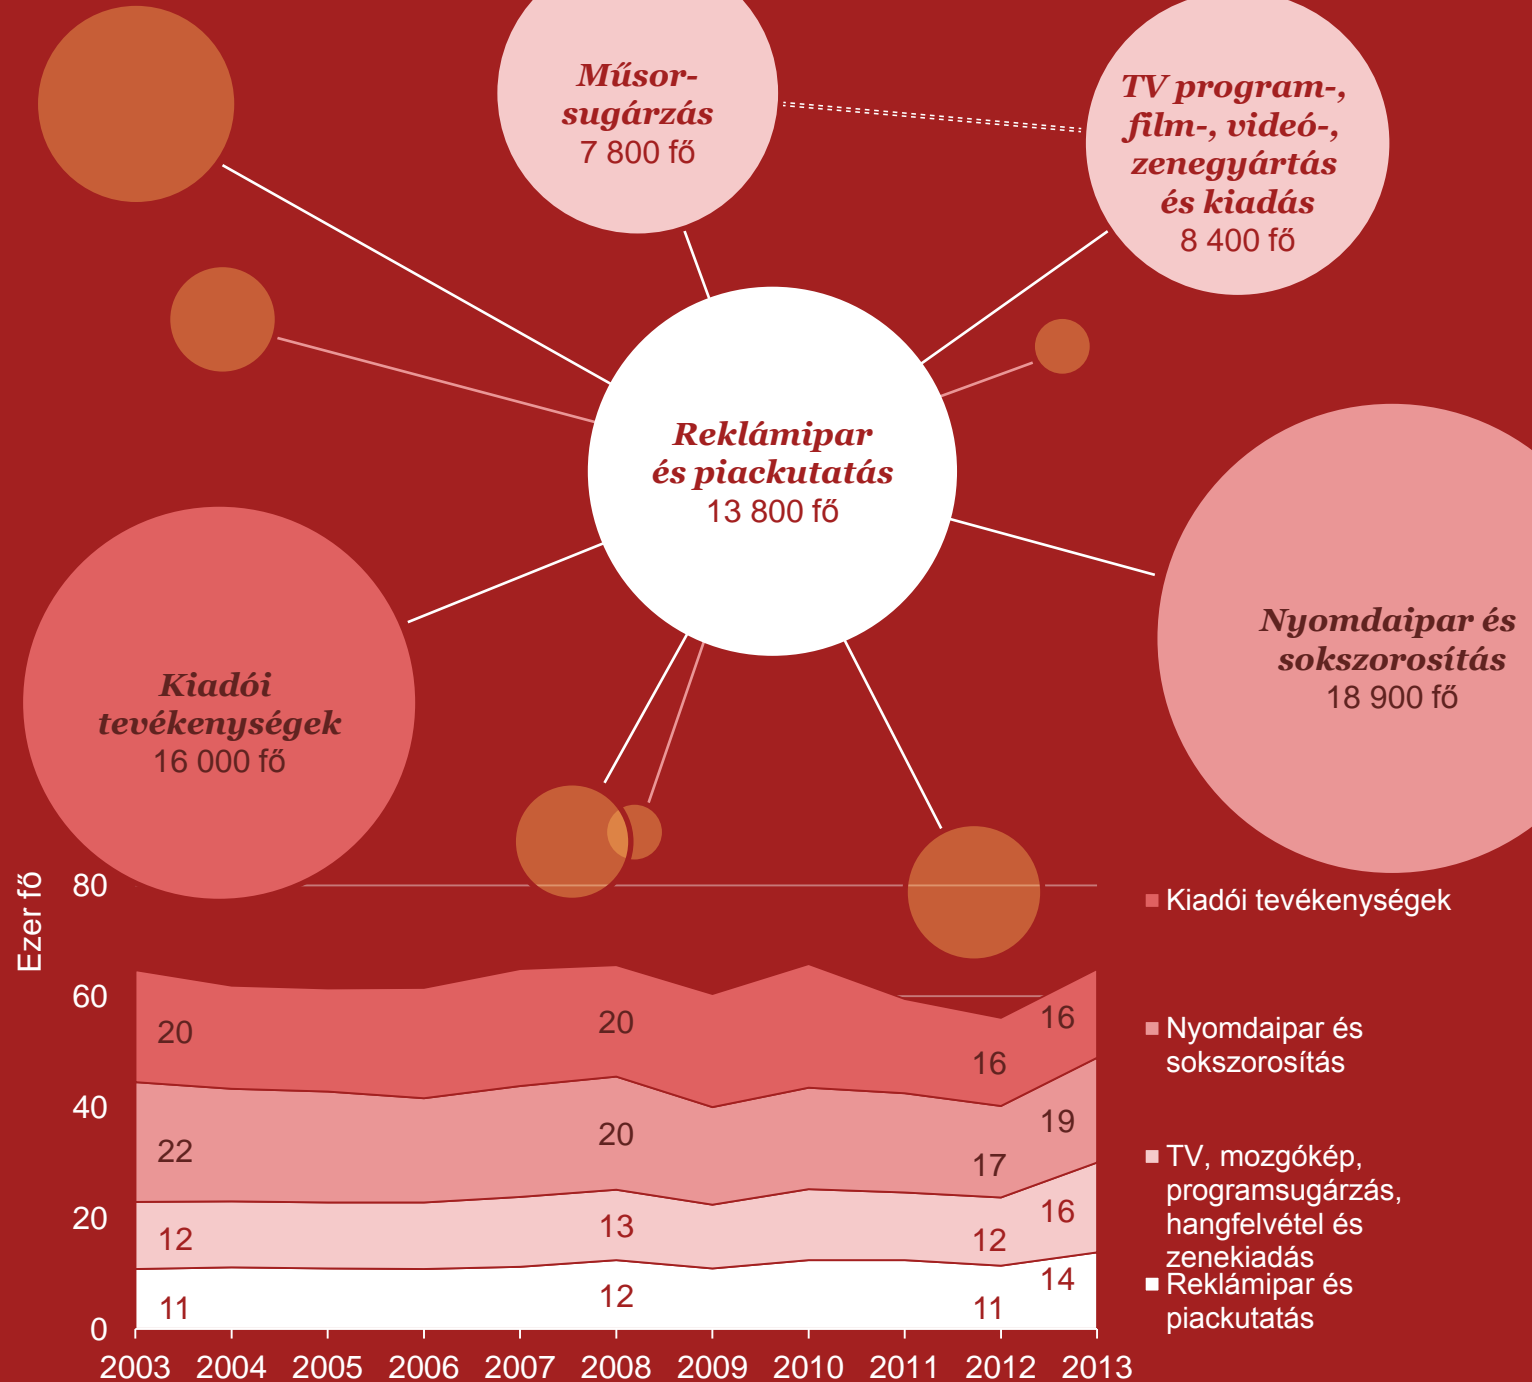 Műsor-
sugárzás
7 800 fő
TV program-,
film-, videó-,
zenegyártás
és kiadás
8 400 fő
Reklámipar
és piackutatás
13 800 fő
Kiadói
tevékenységek
16 000 fő
Nyomdaipar és
sokszorosítás
18 900 fő
Ezer fő
80
60
40
20
0
20
20
16
16
22
20
17
19
12
13
12
16
11
12
11
14
2003 2004 2005 2006 2007 2008 2009 2010 2011 2012 2013
Kiadói tevékenységek
Nyomdaipar és
sokszorosítás
TV, mozgókép,
programsugárzás,
hangfelvétel és
zenekiadás
Reklámipar és
piackutatás